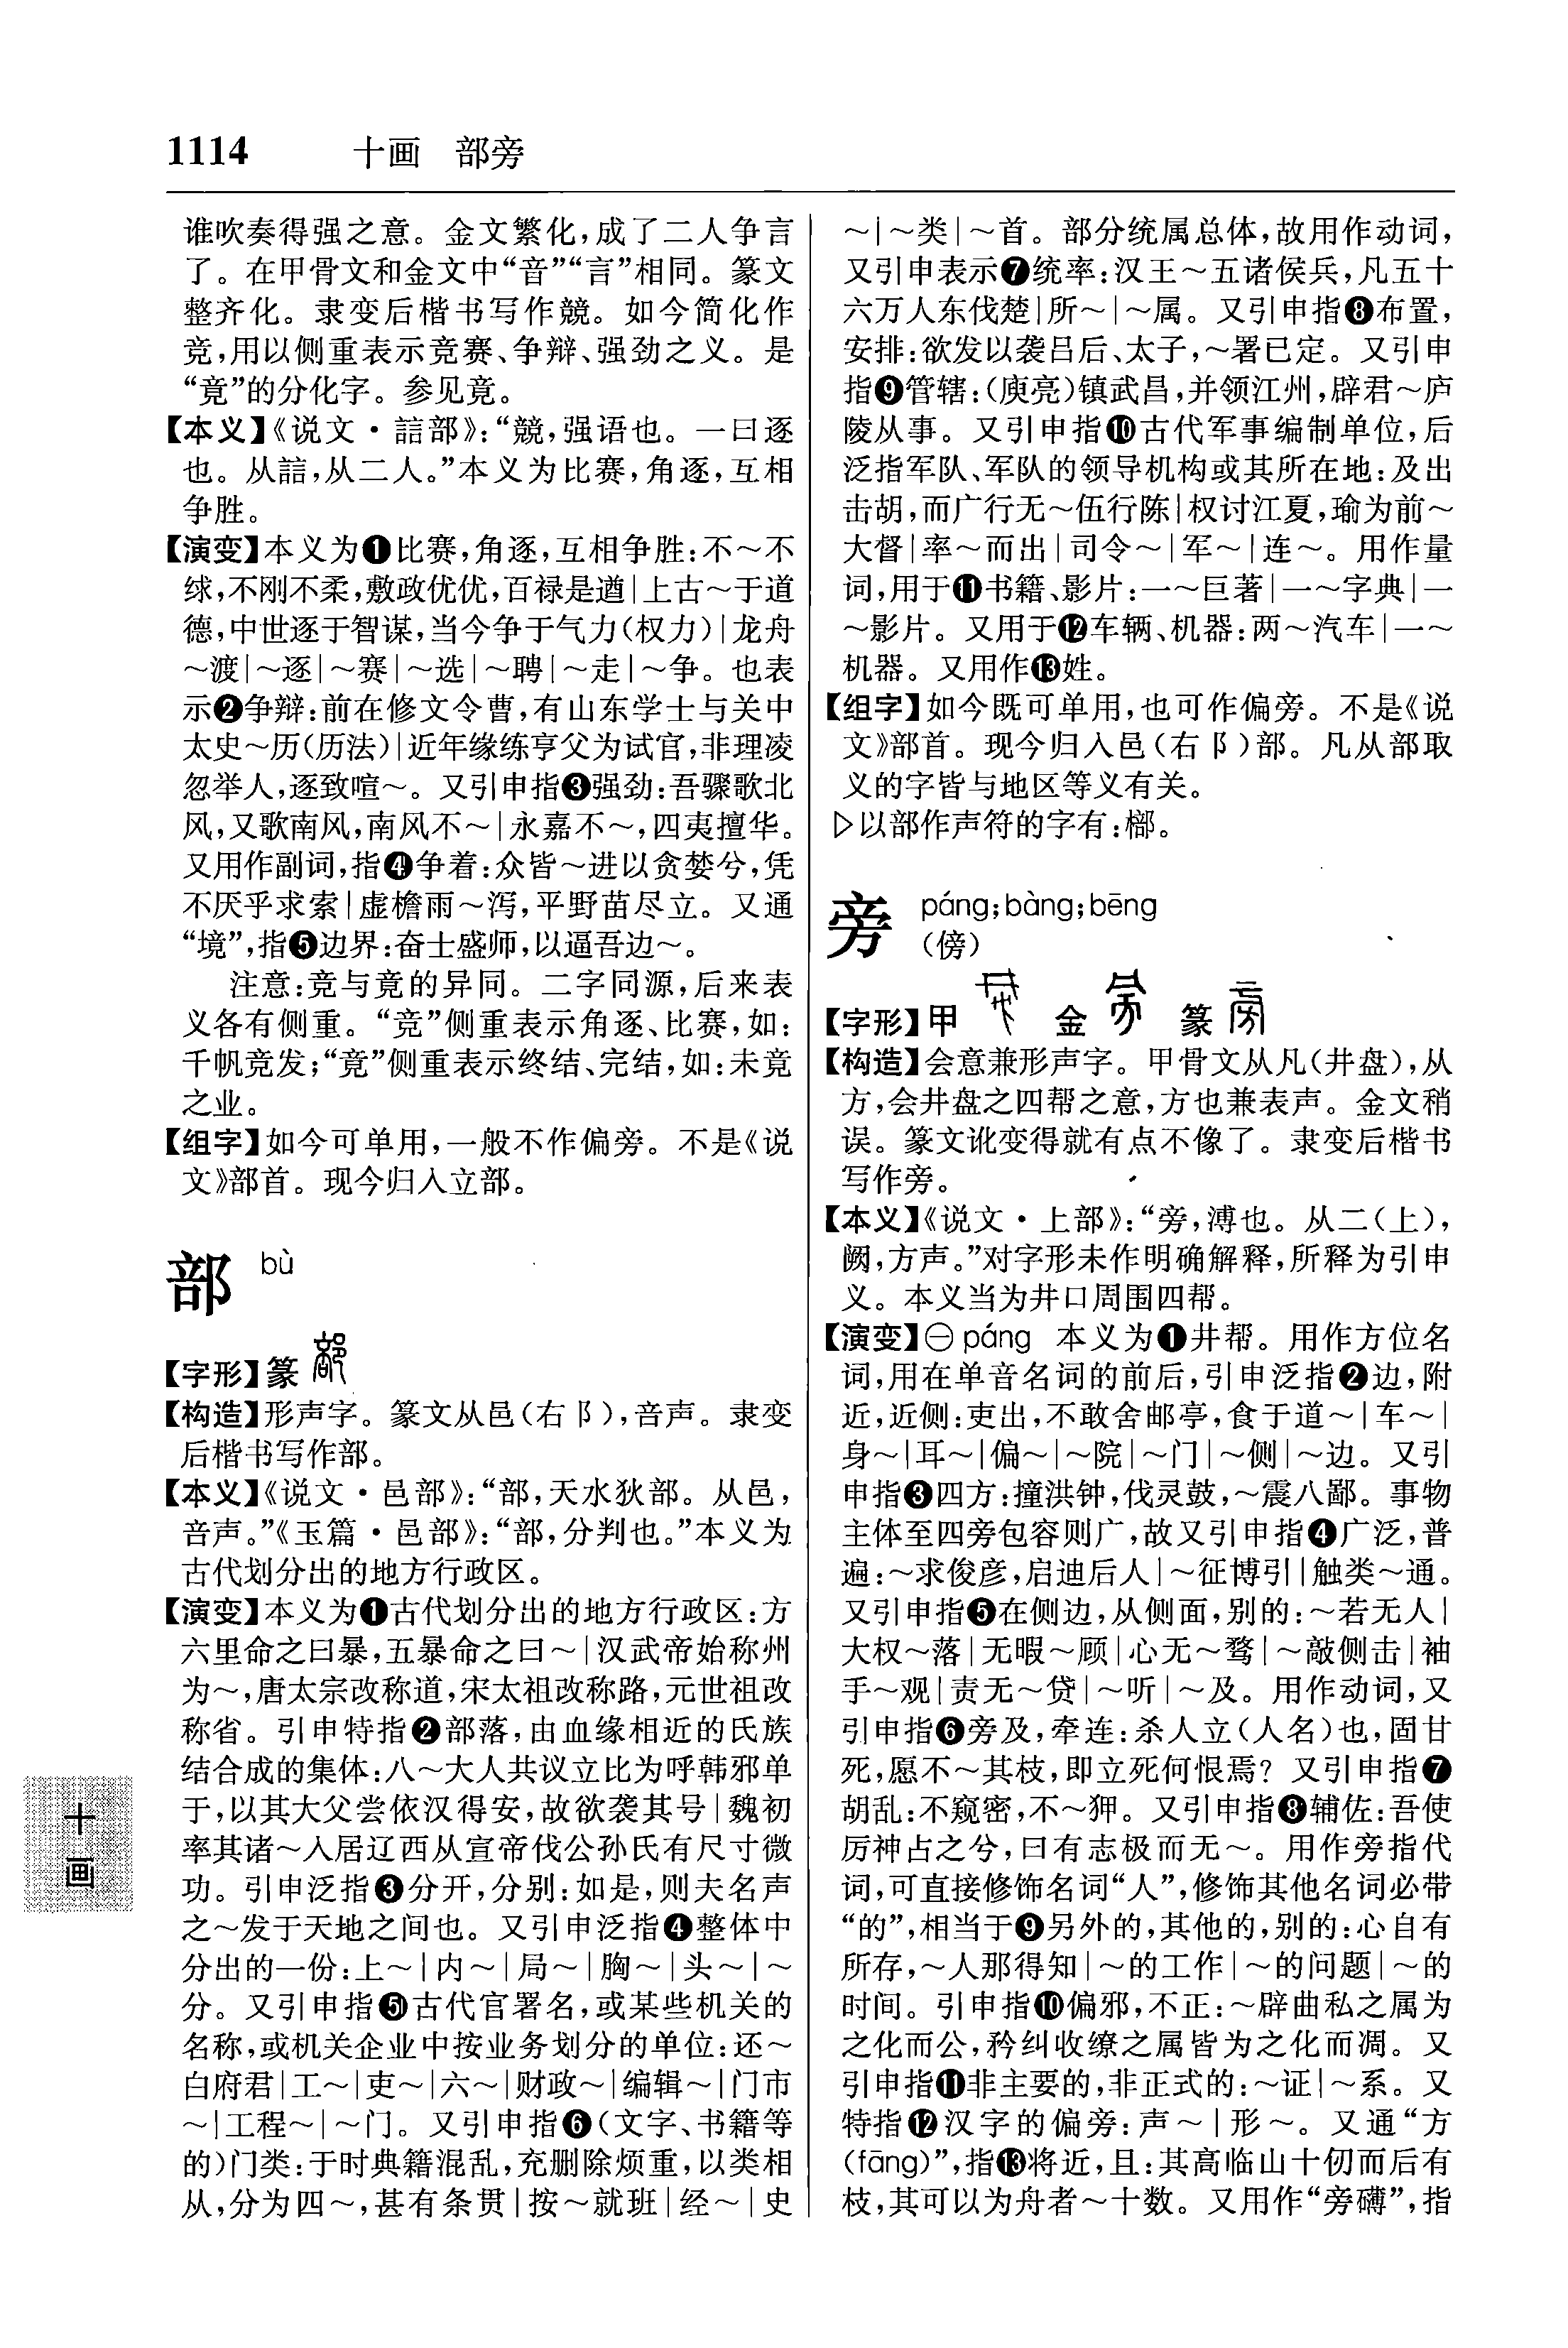 1114 十画 部旁
谁吹奏得强之意。金文繁化,成了二人争言
了。在甲骨文和金文中“音”“言”相同。篆文
整齐化。隶变后楷书写作競。如今简化作
竞,用以侧重表示竞赛、争辩、强劲之义。是
“竟”的分化字。参见竟。
【本义】《说文·誩部》:“競,强语也。一曰逐
也。从誩,从二人。”本义为比赛,角逐,互相
争胜。
【演变】本义为❶比赛,角逐,互相争胜:不～不
绿,不刚不柔,敷政优优,百禄是遒|上古～于道
德,中世逐于智谋,当今争于气力(权力)|龙舟
～渡|～逐|～赛|～选|～聘|～走|～争。也表
示❷争辩:前在修文令曹,有山东学士与关中
太史～历(历法)|近年缘练亨父为试官,非理凌
忽举人,逐致喧～。又引申指❸强劲:吾骤歌北
风,又歌南风,南风不～|永嘉不～,四夷擅华。
又用作副词,指❹争着:众皆～进以贪婪兮,凭
不厌乎求索|虚檐雨～泻,平野苗尽立。又通
“境”,指❺边界:奋士盛师,以逼吾边～。
注意:竞与竟的异同。二字同源,后来表
义各有侧重。“竞”侧重表示角逐、比赛,如:
千帆竞发;“竟”侧重表示终结、完结,如:未竟
之业。
【组字】如今可单用,一般不作偏旁。不是《说
文》部首。现今归入立部。
部 bù
【字形】篆
【构造】形声字。篆文从邑(右阝),音声。隶变
后楷书写作部。
【本义】《说文·邑部》:“部,天水狄部。从邑,
音声。”《玉篇·邑部》:“部,分判也。”本义为
古代划分出的地方行政区。
【演变】本义为❶古代划分出的地方行政区:方
六里命之曰暴,五暴命之曰～|汉武帝始称州
为～,唐太宗改称道,宋太祖改称路,元世祖改
称省。引申特指❷部落,由血缘相近的氏族
结合成的集体:八～大人共议立比为呼韩邪单
于,以其大父尝依汉得安,故欲袭其号|魏初
率其诸～入居辽西从宣帝伐公孙氏有尺寸微
功。引申泛指❸分开,分别:如是,则夫名声
之～发于天地之间也。又引申泛指❹整体中
分出的一份:上～|内～|局～|胸～|头～|～
分。又引申指❺古代官署名,或某些机关的
名称,或机关企业中按业务划分的单位:还～
白府君|工～|吏～|六～|财政～|编辑～|门市
～|工程～|～门。又引申指❻(文字、书籍等
的)门类:于时典籍混乱,充删除烦重,以类相
从,分为四～,甚有条贯|按～就班|经～|史
～|～类|～首。部分统属总体,故用作动词,
又引申表示❼统率:汉王～五诸侯兵,凡五十
六万人东伐楚|所～|～属。又引申指❽布置,
安排:欲发以袭吕后、太子,～署已定。又引申
指❾管辖:(庾亮)镇武昌,并领江州,辟君～庐
陵从事。又引申指❿古代军事编制单位,后
泛指军队、军队的领导机构或其所在地:及出
击胡,而广行无～伍行陈|权讨江夏,瑜为前～
大督|率～而出|司令～|军～|连～。用作量
词,用于⓫书籍、影片:一～巨著|一～字典|一
～影片。又用于⓬车辆、机器:两～汽车|一～
机器。又用作⓭姓。
【组字】如今既可单用,也可作偏旁。不是《说
文》部首。现今归入邑(右阝)部。凡从部取
义的字皆与地区等义有关。
▷以部作声符的字有:㯁。
旁 páng;bàng;bēng
(傍)
【字形】甲 金 篆
【构造】会意兼形声字。甲骨文从凡(井盘),从
方,会井盘之四帮之意,方也兼表声。金文稍
误。篆文讹变得就有点不像了。隶变后楷书
写作旁。
【本义】《说文·上部》:“旁,溥也。从二(上),
阙,方声。”对字形未作明确解释,所释为引申
义。本义当为井口周围四帮。
【演变】㊀páng 本义为❶井帮。用作方位名
词,用在单音名词的前后,引申泛指❷边,附
近,近侧:吏出,不敢舍邮亭,食于道～|车～|
身～|耳～|偏～|～院|～门|～侧|～边。又引
申指❸四方:撞洪钟,伐灵鼓,～震八鄙。事物
主体至四旁包容则广,故又引申指❹广泛,普
遍:～求俊彦,启迪后人|～征博引|触类～通。
又引申指❺在侧边,从侧面,别的:～若无人|
大权～落|无暇～顾|心无～骛|～敲侧击|袖
手～观|责无～贷|～听|～及。用作动词,又
引申指❻旁及,牵连:杀人立(人名)也,固甘
死,愿不～其枝,即立死何恨焉?又引申指❼
胡乱:不窥密,不～狎。又引申指❽辅佐:吾使
厉神占之兮,曰有志极而无～。用作旁指代
词,可直接修饰名词“人”,修饰其他名词必带
“的”,相当于❾另外的,其他的,别的:心自有
所存,～人那得知|～的工作|～的问题|～的
时间。引申指❿偏邪,不正:～辟曲私之属为
之化而公,矜纠收缭之属皆为之化而凋。又
引申指⓫非主要的,非正式的:～证|～系。又
特指⓬汉字的偏旁:声～|形～。又通“方
(fāng)”,指⓭将近,且:其高临山十仞而后有
枝,其可以为舟者～十数。又用作“旁礴”,指
十画